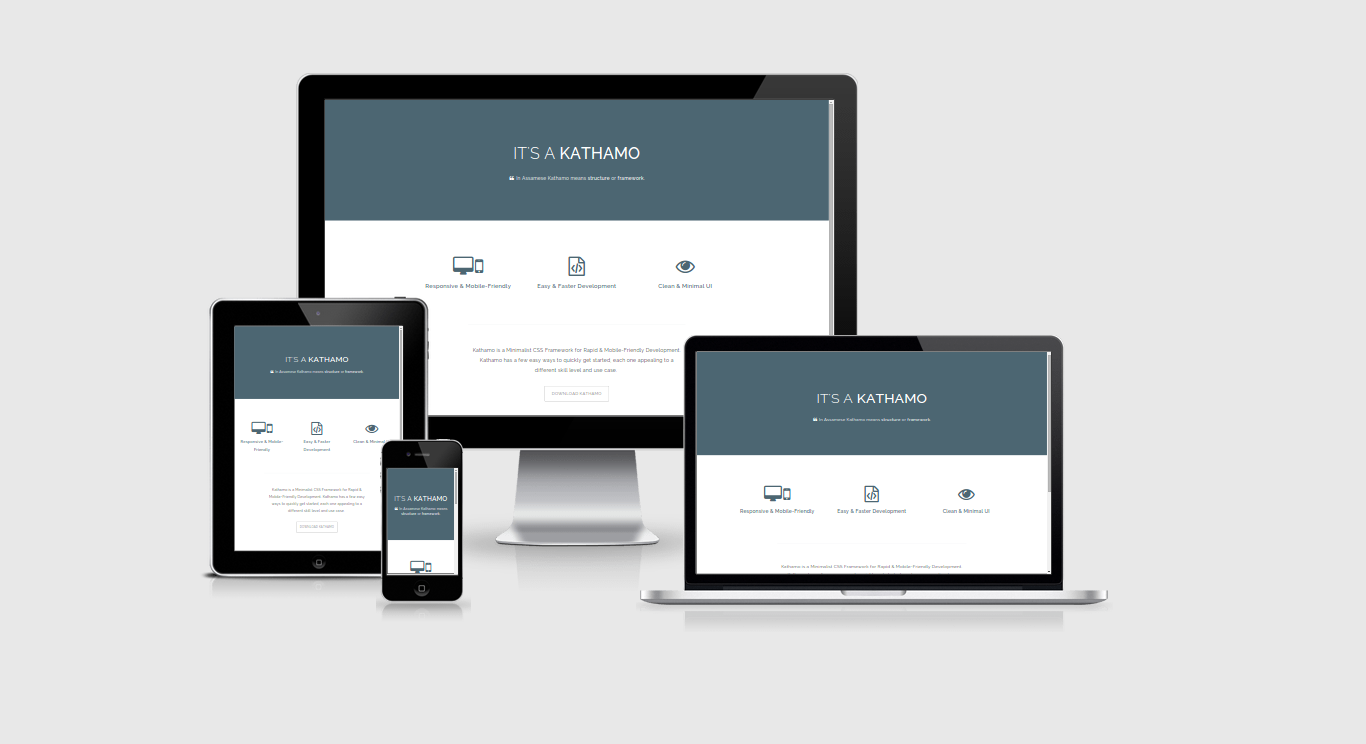 IT'S A KATHAMO
❝ In Assamese Kathamo means structure or framework.
Responsive & Mobile-Friendly
Easy & Faster Development
Clean & Minimal UI
Kathamo is a Minimalist CSS Framework for Rapid & Mobile-Friendly Development.
Kathamo has a few easy ways to quickly get started, each one appealing to a
different skill level and use-case.
DOWNLOAD KATHAMO
IT'S A KATHAMO
❝ In Assamese Kathamo means structure or framework.
Responsive & Mobile-
Friendly
Easy & Faster
Development
Clean & Minimal
Kathamo is a Minimalist CSS Framework for Rapid &
Mobile-Friendly Development. Kathamo has a few easy
ways to quickly get started, each one appealing to a
different skill level and use-case.
DOWNLOAD KATHAMO
IT'S A KATHAMO
❝ In Assamese Kathamo means
structure or framework.
IT'S A KATHAMO
❝ In Assamese Kathamo means structure or framework.
Responsive & Mobile-Friendly
Easy & Faster Development
Clean & Minimal UI
Kathamo is a Minimalist CSS Framework for Rapid & Mobile-Friendly Development.